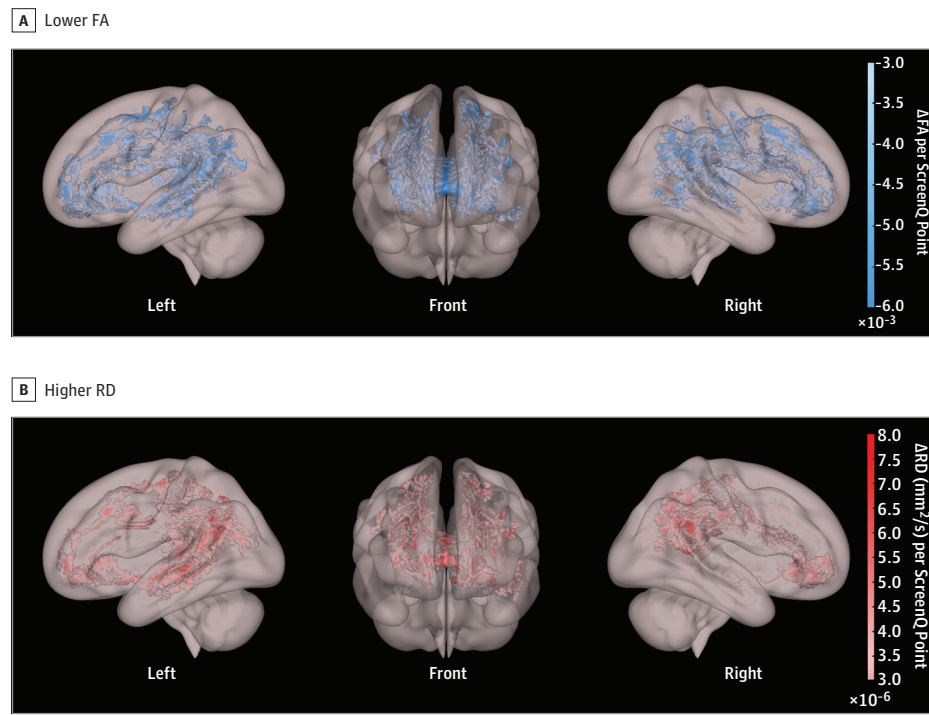 A Lower FA
-3.0
-3.5
-4.0
-4.5
-5.0
-5.5
-6.0
×10-3
ΔFA per ScreenQ Point
Left
Front
Right
B Higher RD
8.0
7.5
7.0
6.5
6.0
5.5
5.0
4.5
4.0
3.5
3.0
×10-6
ΔRD (mm2/s) per ScreenQ Point
Left
Front
Right